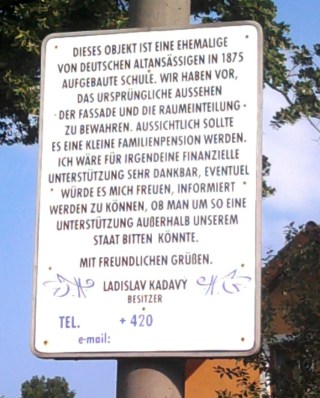 DIESES OBJEKT IST EINE EHEMALIGE
VON DEUTSCHEN ALTANSÄSSIGEN IN 1875
AUFGEBAUTE SCHULE. WIR HABEN VOR,
DAS URSPRÜNGLICHE AUSSEHEN
DER FASSADE UND DIE RAUMEINTEILUNG
ZU BEWAHREN. AUSSICHTLICH SOLLTE
ES EINE KLEINE FAMILIENPENSION WERDEN.
ICH WÄRE FÜR IRGENDEINE FINANZIELLE
UNTERSTÜTZUNG SEHR DANKBAR, EVENTUEL
WÜRDE ES MICH FREUEN, INFORMIERT
WERDEN ZU KÖNNEN, OB MAN UM SO EINE
UNTERSTÜTZUNG AUßERHALB UNSEREM
STAAT BITTEN KÖNNTE.
MIT FREUNDLICHEN GRÜßEN.
LADISLAV KADAVY
BESITZER
TEL. +420
e-mail: